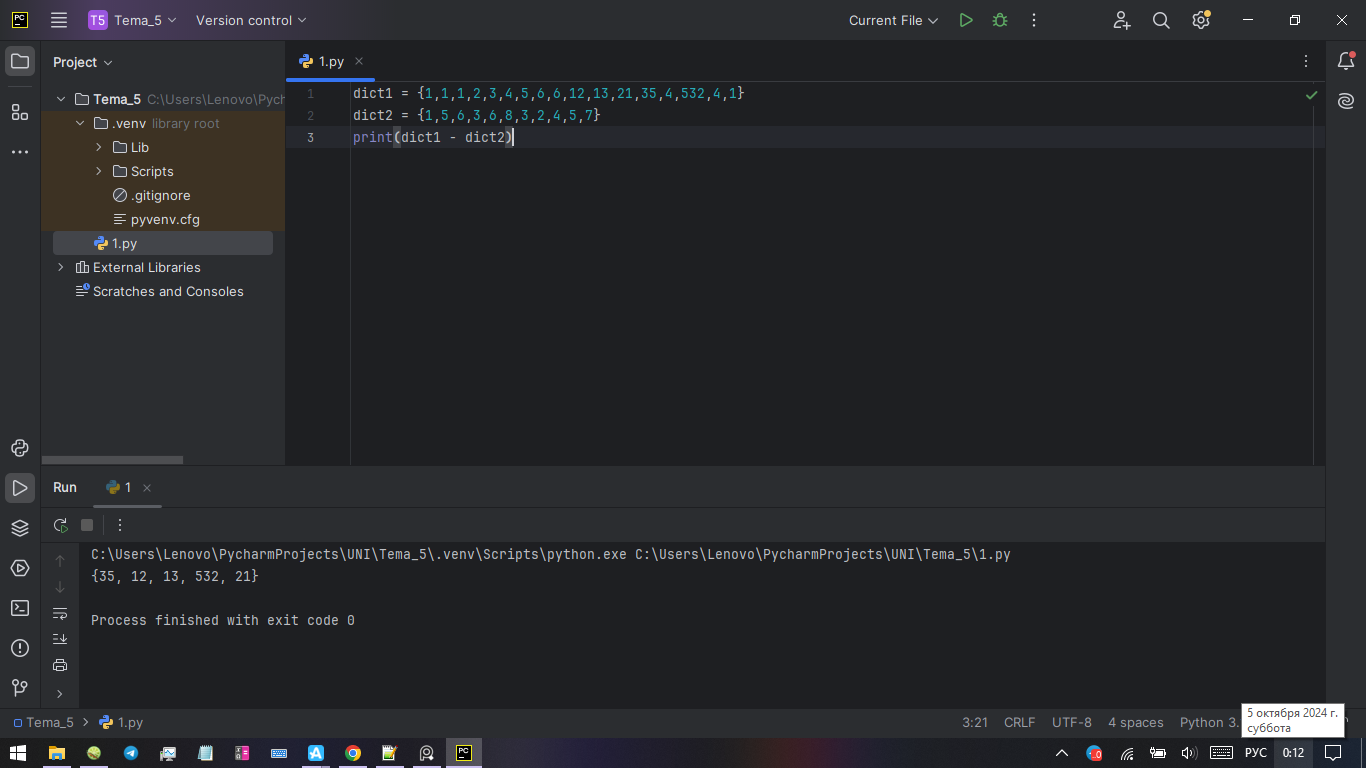 PC
T5 Tema_5 Version control Current File
Project
1.py
Tema_5 C:\Users\Lenovo\Pych
.venv library root
Lib
Scripts
.gitignore
pyvenv.cfg
1.py
External Libraries
Scratches and Consoles
1 dict1 = {1,1,1,2,3,4,5,6,6,12,13,21,35,4,532,4,1}
2 dict2 = {1,5,6,3,6,8,3,2,4,5,7}
3 print(dict1 - dict2)
Run 1
C:\Users\Lenovo\PycharmProjects\UNI\Tema_5\.venv\Scripts\python.exe C:\Users\Lenovo\PycharmProjects\UNI\Tema_5\1.py
{35, 12, 13, 532, 21}
Process finished with exit code 0
Tema_5 > 1.py 3:21 CRLF UTF-8 4 spaces Python 3.
5 октября 2024 г.
суббота
PC РУС 0:12